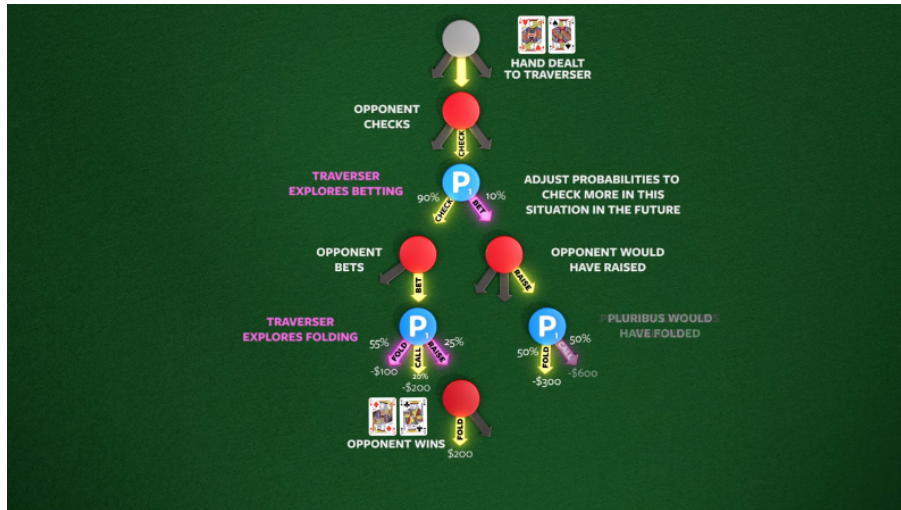 HAND DEALT
TO TRAVERSER
OPPONENT
CHECKS
CHECK
TRAVERSER
EXPLORES BETTING
P1
90%
10%
CHECK
BET
ADJUST PROBABILITIES TO
CHECK MORE IN THIS
SITUATION IN THE FUTURE
OPPONENT
BETS
BET
RAISE
OPPONENT WOULD
HAVE RAISED
TRAVERSER
EXPLORES FOLDING
P1
55%
25%
FOLD
CALL
RAISE
-$100
20%
-$200
P1
50%
50%
FOLD
CALL
-$300
-$600
PLURIBUS WOULD
HAVE FOLDED
OPPONENT WINS
FOLD
$200